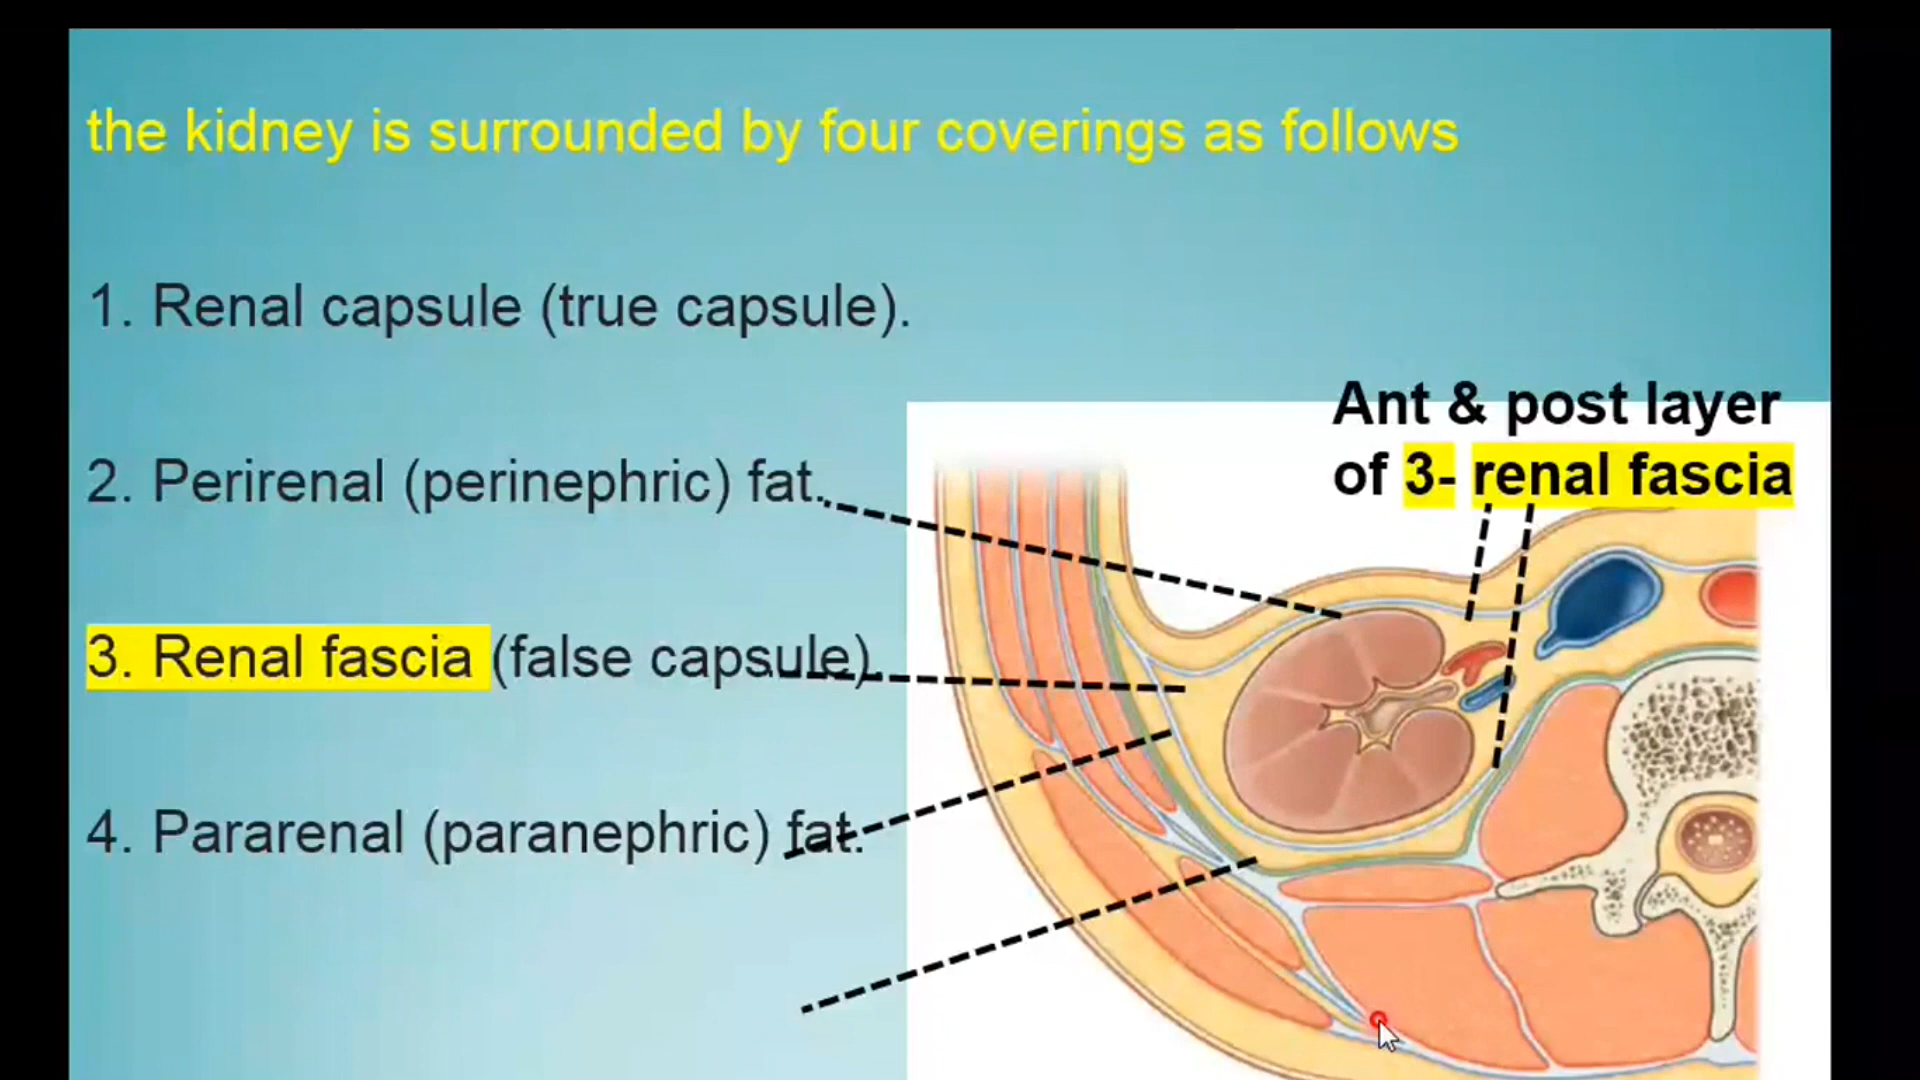 the kidney is surrounded by four coverings as follows
1. Renal capsule (true capsule).
2. Perirenal (perinephric) fat.
3. Renal fascia (false capsule).
4. Pararenal (paranephric) fat.
Ant & post layer
of 3- renal fascia